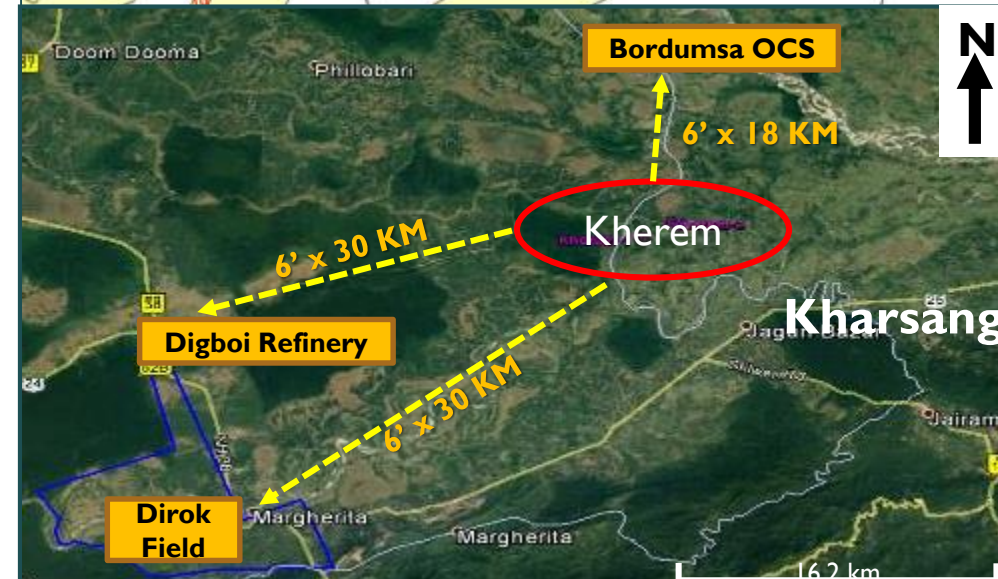 Doom Dooma
Phillobari
Bordumsa OCS
N
6' x 18 KM
Kherem
6' x 30 KM
38
Digboi Refinery
Kharsang
Jagun Bazar
6' x 30 KM
Jairam
Dirok
Field
Margherita
Margherita
16.2 km